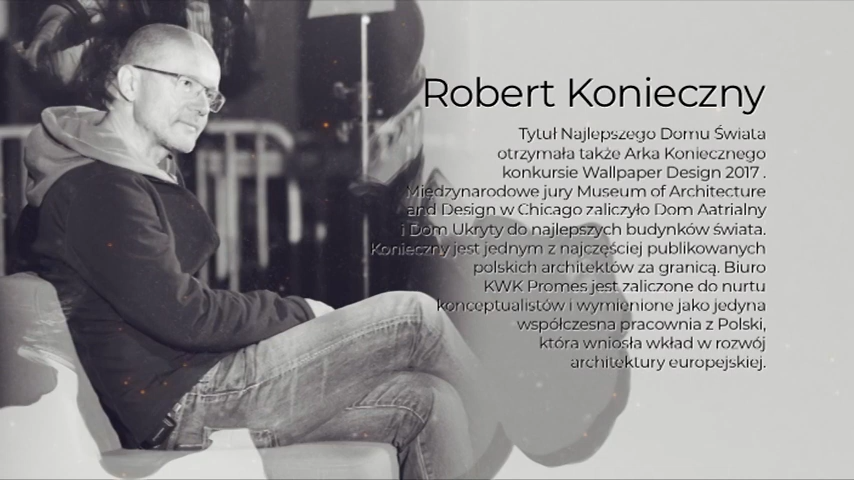 Robert Konieczny
Tytuł Najlepszego Domu Świata
otrzymała także Arka Koniecznego
konkursie Wallpaper Design 2017 .
Międzynarodowe jury Museum of Architecture
and Design w Chicago zaliczyło Dom Aatrialny
i Dom Ukryty do najlepszych budynków świata.
Konieczny jest jednym z najczęściej publikowanych
polskich architektów za granicą. Biuro
KWK Promes jest zaliczone do nurtu
konceptualistów i wymienione jako jedyna
współczesna pracownia z Polski,
która wniosła wkład w rozwój
architektury europejskiej.